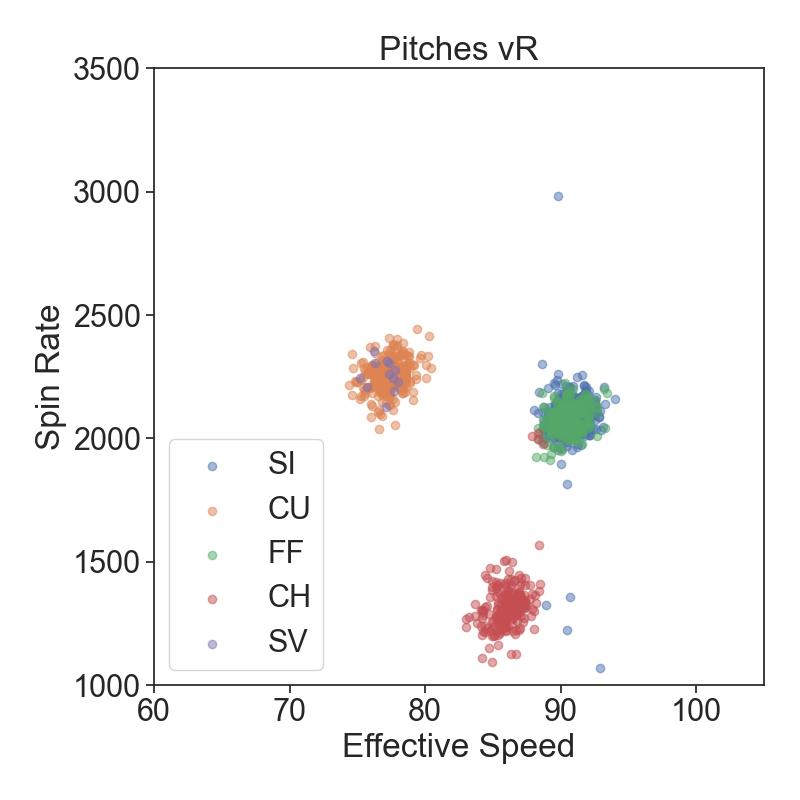 Pitches vR
3500
3000
2500
2000
1500
1000
Spin Rate
SI
CU
FF
CH
SV
60 70 80 90 100
Effective Speed